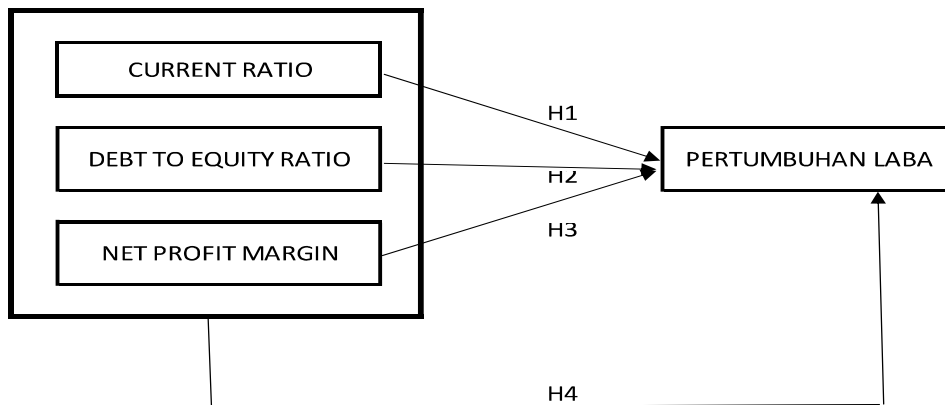 CURRENT RATIO
H1
DEBT TO EQUITY RATIO
PERTUMBUHAN LABA
H2
NET PROFIT MARGIN
H3
H4